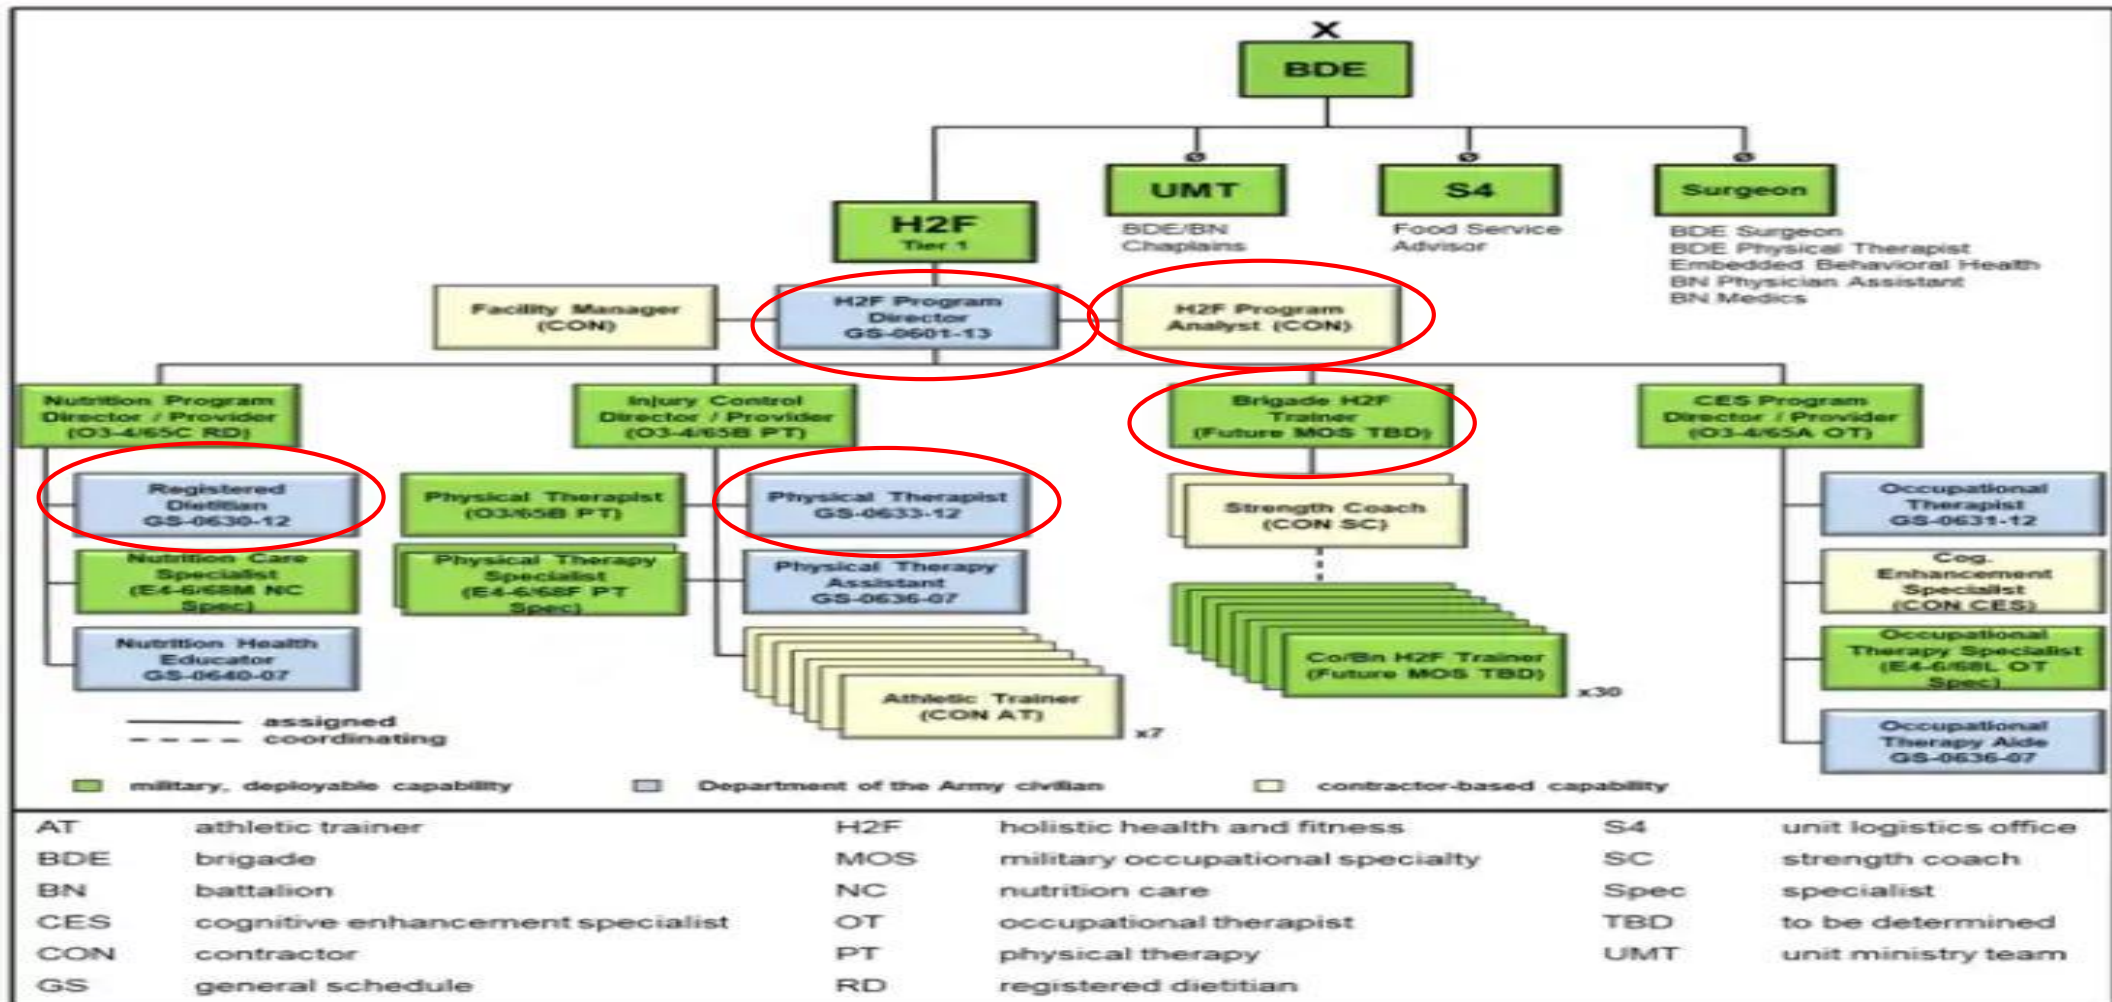 X
BDE
UMT
S4
Surgeon
BDE/BN
Chaplains
Food Service
Advisor
BDE Surgeon
BDE Physical Therapist
Embedded Behavioral Health
BN Physician Assistant
BN Medics
H2F
Tier 1
Facility Manager
(CON)
H2F Program
Director
GS-0601-13
H2F Program
Analyst (CON)
Nutrition Program
Director / Provider
(O3-4/65C RD)
Injury Control
Director / Provider
(O3-4/65B PT)
Brigade H2F
Trainer
(Future MOS TBD)
CES Program
Director / Provider
(O3-4/65A OT)
Registered
Dietitian
GS-0630-12
Physical Therapist
(O3/65B PT)
Physical Therapist
GS-0633-12
Strength Coach
(CON SC)
Occupational
Therapist
GS-0631-12
Nutrition Care
Specialist
(E4-6/68M NC
Spec)
Physical Therapy
Specialist
(E4-6/68F PT
Spec)
Physical Therapy
Assistant
GS-0636-07
Cog.
Enhancement
Specialist
(CON CES)
Nutrition Health
Educator
GS-0640-07
Athletic Trainer
(CON AT)
x7
Co/Bn H2F Trainer
(Future MOS TBD)
x30
Occupational
Therapy Specialist
(E4-6/68L OT
Spec)
Occupational
Therapy Aide
GS-0636-07
assigned
coordinating
military, deployable capability
Department of the Army civilian
contractor-based capability
AT athletic trainer H2F holistic health and fitness S4 unit logistics office
BDE brigade MOS military occupational specialty SC strength coach
BN battalion NC nutrition care Spec specialist
CES cognitive enhancement specialist OT occupational therapist TBD to be determined
CON contractor PT physical therapy UMT unit ministry team
GS general schedule RD registered dietitian